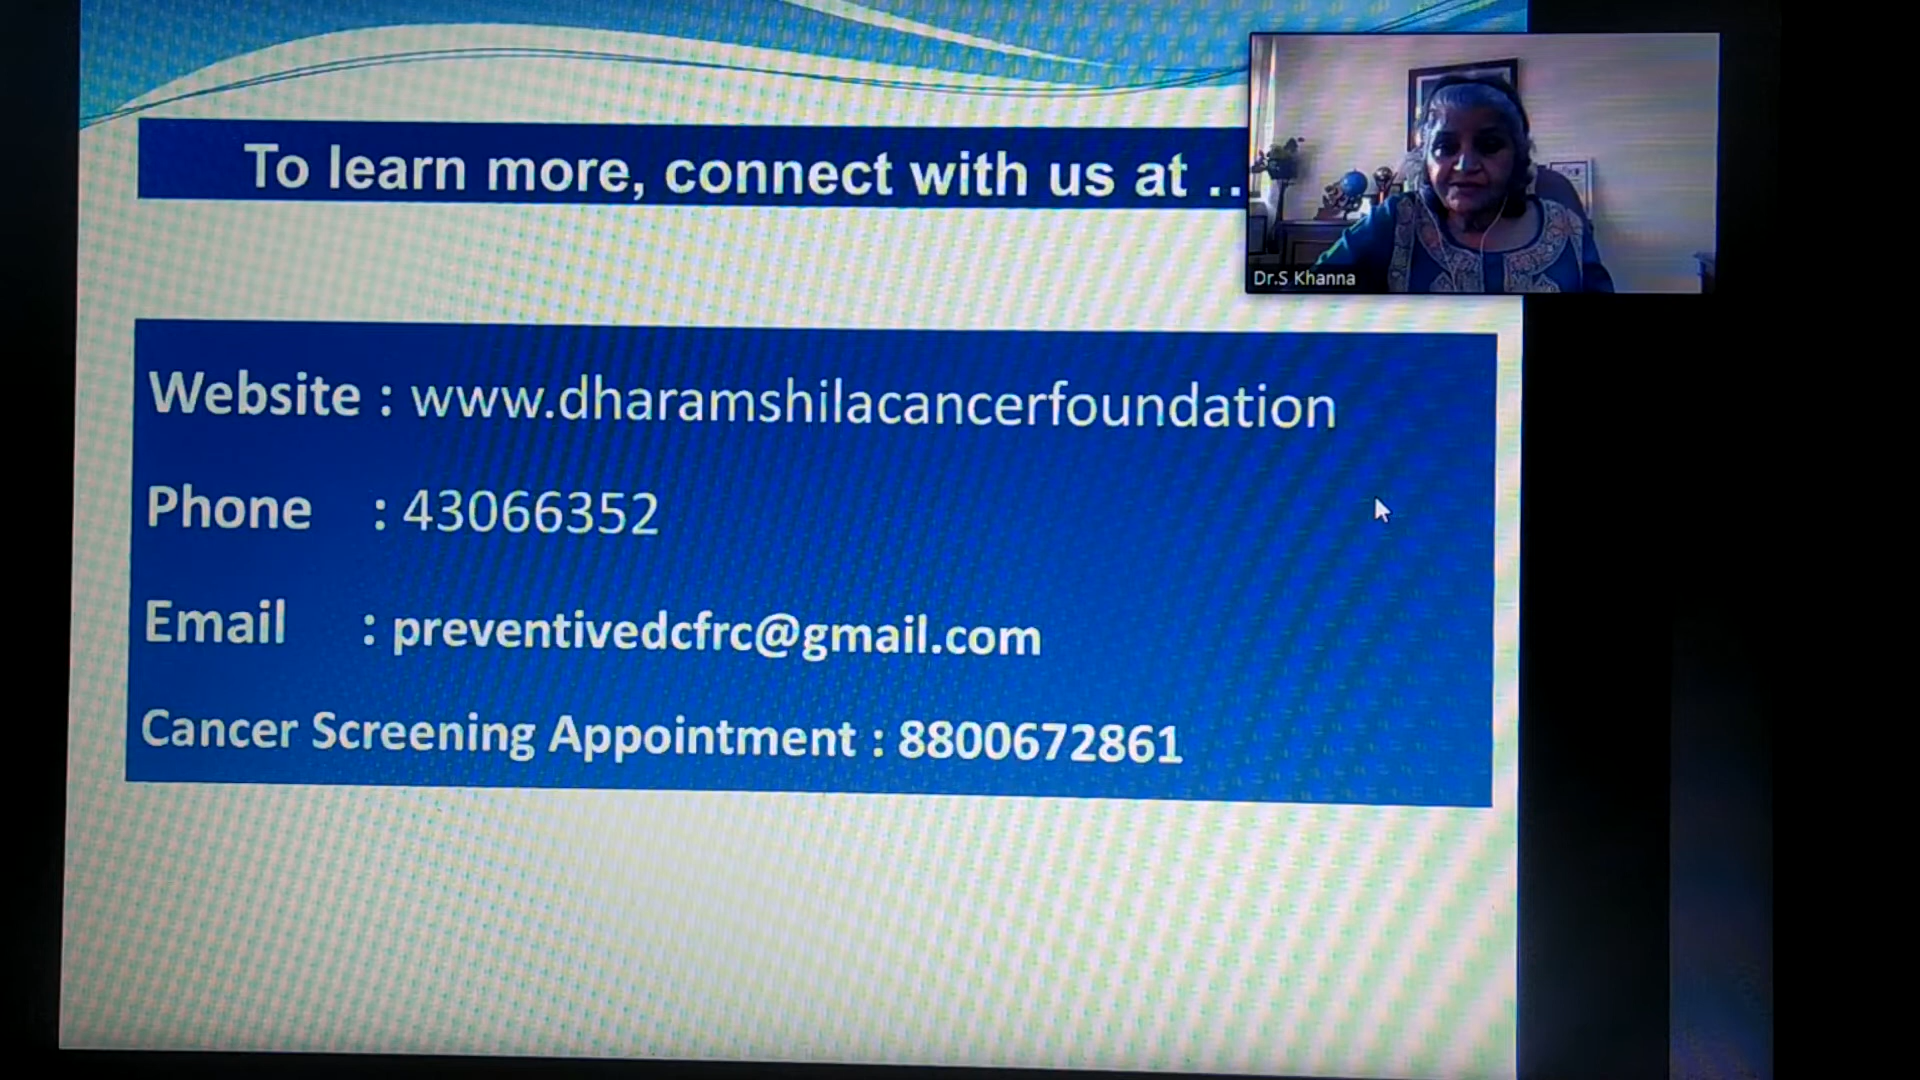 To learn more, connect with us at ..
Dr.S Khanna
Website : www.dharamshilacancerfoundation
Phone : 43066352
Email : preventivedcfrc@gmail.com
Cancer Screening Appointment : 8800672861